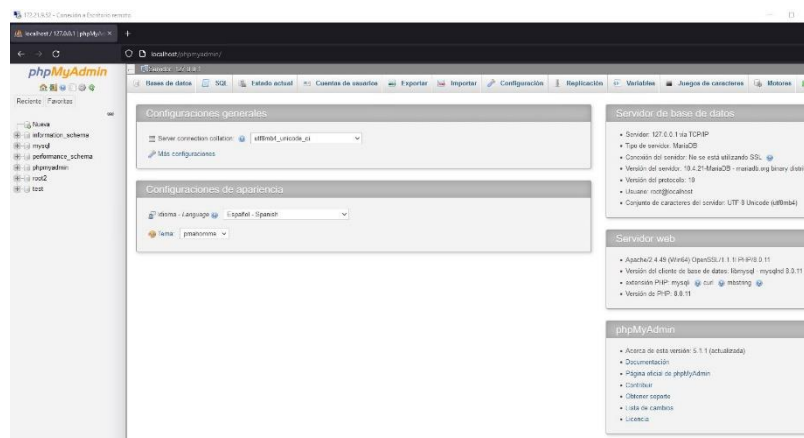 172.21.9.52 - Conexión a Escritorio remoto
localhost / 127.0.0.1 | phpMyAd
localhost/phpmyadmin/
phpMyAdmin
Reciente Favoritas
Nueva
information_schema
mysql
performance_schema
phpmyadmin
root2
test
Servidor: 127.0.0.1
Bases de datos SQL Estado actual Cuentas de usuarios Exportar Importar Configuración Replicación Variables Juegos de caracteres Motores
Configuraciones generales
Server connection collation: utf8mb4_unicode_ci
Más configuraciones
Configuraciones de apariencia
Idioma - Language Español - Spanish
Tema: pmahomme
Servidor de base de datos
Servidor: 127.0.0.1 via TCP/IP
Tipo de servidor: MariaDB
Conexión del servidor: No se está utilizando SSL
Versión del servidor: 10.4.21-MariaDB - mariadb.org binary distri
Versión del protocolo: 10
Usuario: root@localhost
Conjunto de caracteres del servidor: UTF-8 Unicode (utf8mb4)
Servidor web
Apache/2.4.49 (Win64) OpenSSL/1.1.1l PHP/8.0.11
Versión del cliente de base de datos: libmysql - mysqlnd 8.0.11
extensión PHP: mysqli curl mbstring
Versión de PHP: 8.0.11
phpMyAdmin
Acerca de esta versión: 5.1.1 (actualizada)
Documentación
Página oficial de phpMyAdmin
Contribuir
Obtener soporte
Lista de cambios
Licencia